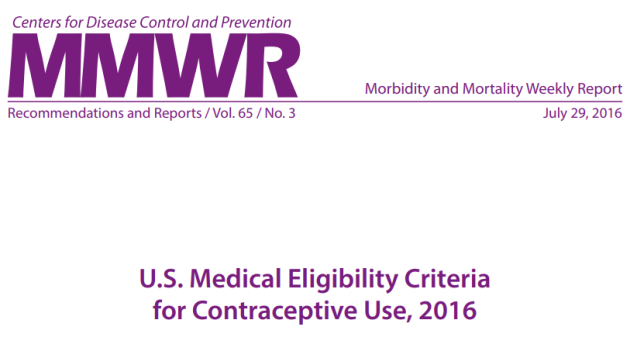 Centers for Disease Control and Prevention
MMWR
Morbidity and Mortality Weekly Report
Recommendations and Reports / Vol. 65 / No. 3
July 29, 2016
U.S. Medical Eligibility Criteria
for Contraceptive Use, 2016